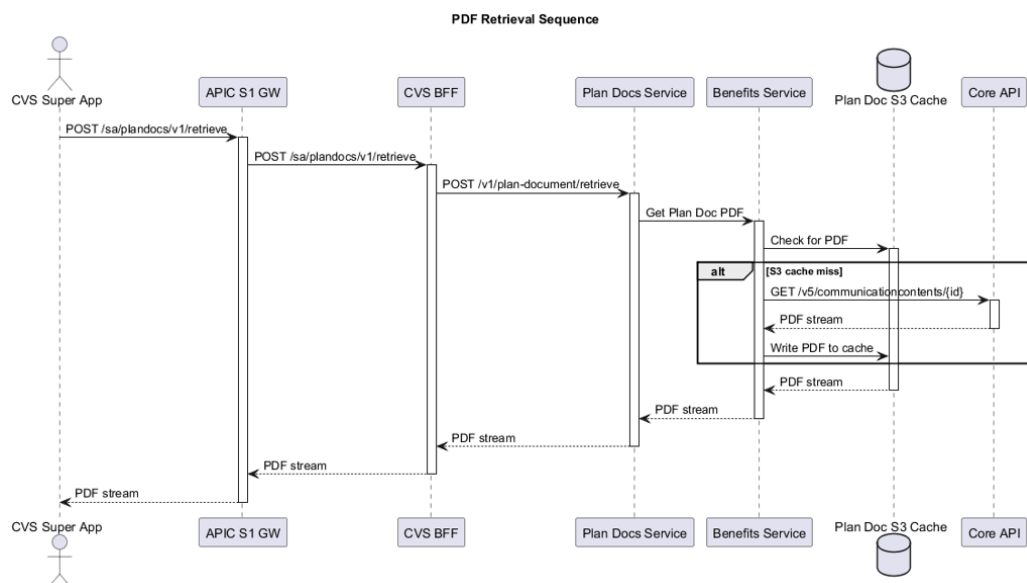 PDF Retrieval Sequence
CVS Super App
APIC S1 GW
CVS BFF
Plan Docs Service
Benefits Service
Plan Doc S3 Cache
Core API
POST /sa/plandocs/v1/retrieve
POST /sa/plandocs/v1/retrieve
POST /v1/plan-document/retrieve
Get Plan Doc PDF
Check for PDF
alt
[S3 cache miss]
GET /v5/communicationcontents/{id}
PDF stream
Write PDF to cache
PDF stream
PDF stream
PDF stream
PDF stream
PDF stream
CVS Super App
APIC S1 GW
CVS BFF
Plan Docs Service
Benefits Service
Plan Doc S3 Cache
Core API